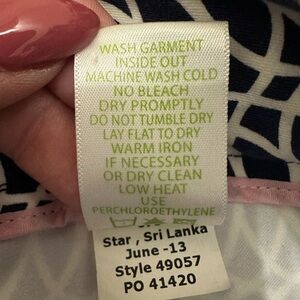 WASH GARMENT
INSIDE OUT
MACHINE WASH COLD
NO BLEACH
DRY PROMPTLY
DO NOT TUMBLE DRY
LAY FLAT TO DRY
WARM IRON
IF NECESSARY
OR DRY CLEAN
LOW HEAT
USE
PERCHLOROETHYLENE
Star , Sri Lanka
June -13
Style 49057
PO 41420